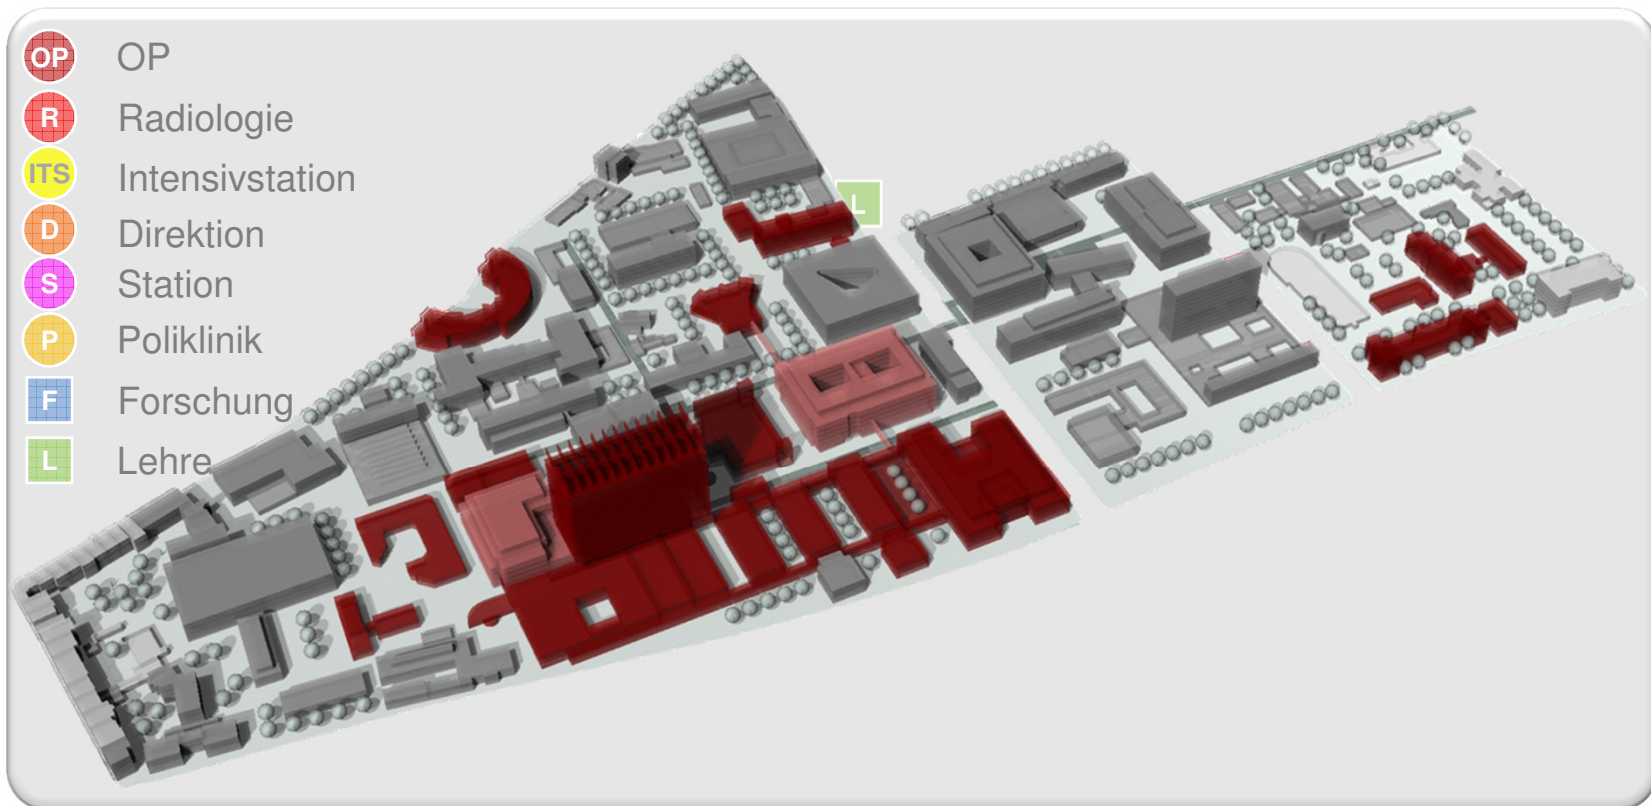 OP OP
R Radiologie
ITS Intensivstation
D Direktion
S Station
P Poliklinik
F Forschung
L Lehre
L